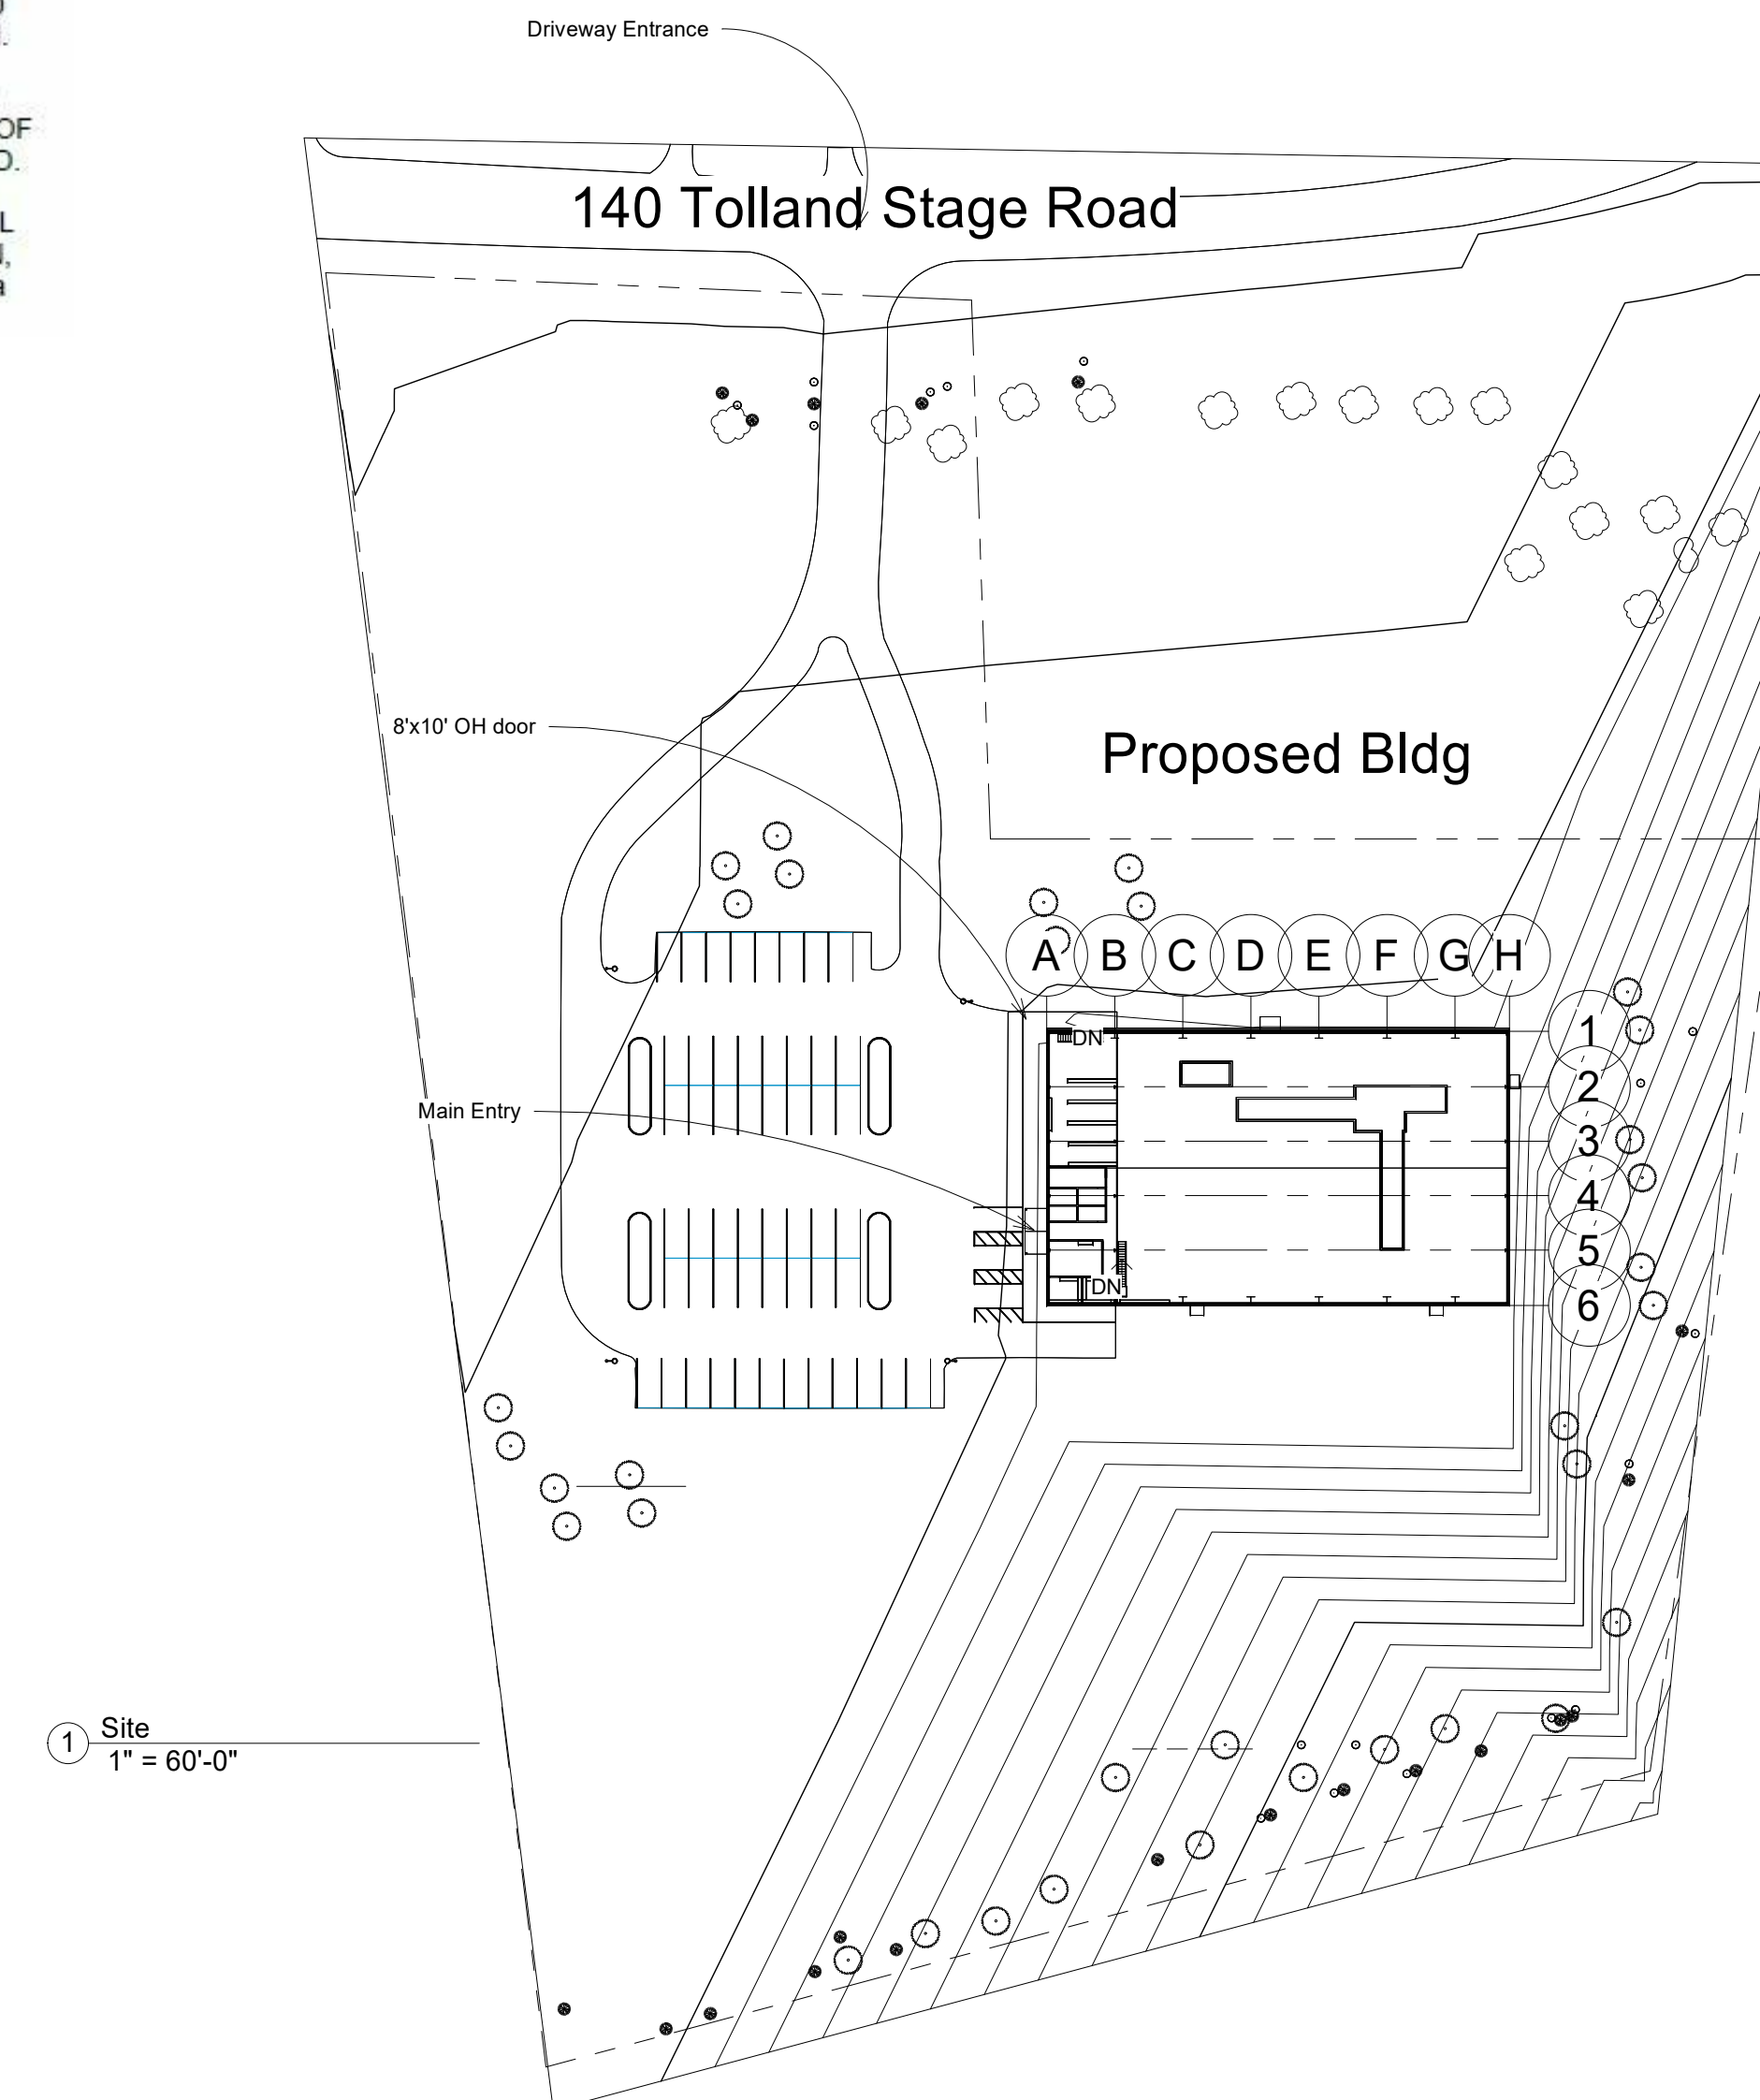 OF
Driveway Entrance
140 Tolland Stage Road
8'x10' OH door
Proposed Bldg
A B C D E F G H
DN
1
2
Main Entry
3
4
5
DN
6
1 Site
1" = 60'-0"